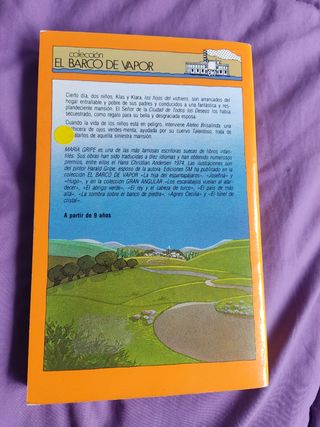 colección
EL BARCO DE VAPOR
Cierto día, dos niños, Klas y Klara, los hijos del vidriero, son arrancados del
hogar entrañable y pobre de sus padres y conducidos a una fantástica y res-
plandeciente mansión. El Señor de la Ciudad de Todos los Deseos los había
secuestrado, como regalo para su bella y desgraciada esposa.
Cuando la vida de los niños está en peligro, interviene Aleteo Brisalinda, una
hechicera de ojos verdes-menta, ayudada por su cuervo Talentoso, trata de
rescatarlos de aquella siniestra mansión.
MARÍA GRIPE es una de las más famosas escritoras suecas de libros infan-
tiles. Sus obras han sido traducidas a diez idiomas y han obtenido numerosos
premios, entre ellos el Hans Christian Andersen 1974. Las ilustraciones son
del pintor Harald Gripe, esposo de la autora. Ediciones SM ha publicado en la
colección EL BARCO DE VAPOR «La hija del espantapájaros», «Josefina» y
«Hugo», y en la colección GRAN ANGULAR «Los escarabajos vuelan al atar-
decer», «El abrigo verde», «El rey y el cabeza de turco», «El país de más
allá», «La sombra sobre el banco de piedra», «Agnes Cecilia» y «El túnel de
cristal».
A partir de 9 años